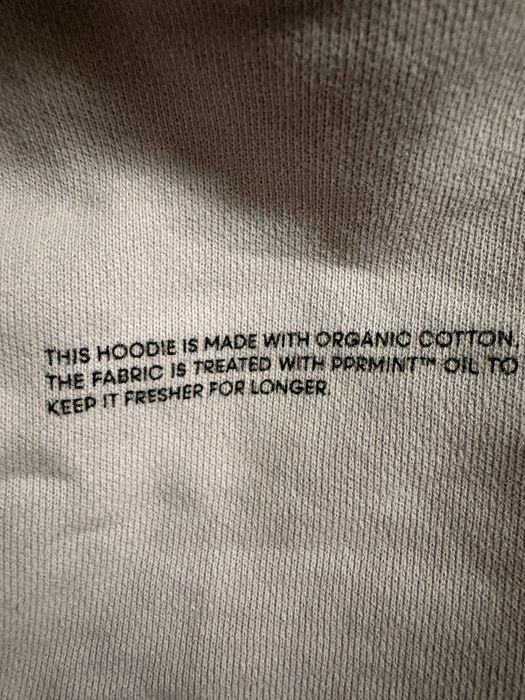 THIS HOODIE IS MADE WITH ORGANIC COTTON.
THE FABRIC IS TREATED WITH PPRMINT™ OIL TO
KEEP IT FRESHER FOR LONGER.